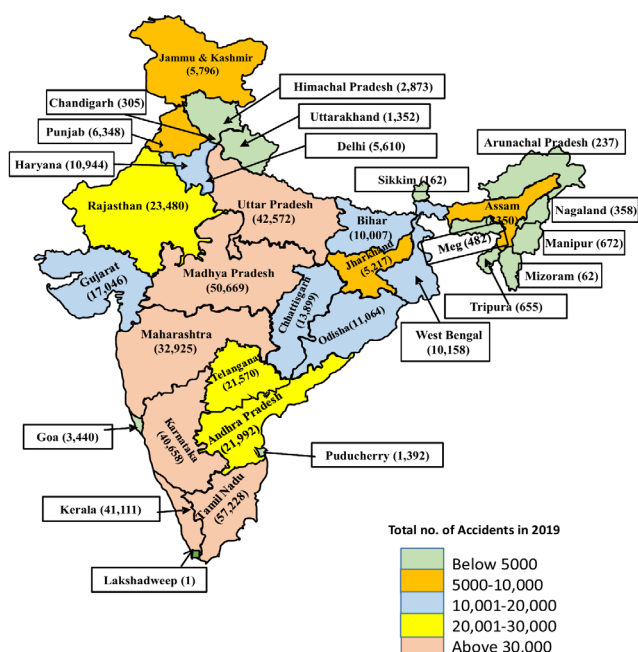 Jammu & Kashmir
(5,796)
Himachal Pradesh (2,873)
Chandigarh (305)
Uttarakhand (1,352)
Punjab (6,348)
Delhi (5,610)
Haryana (10,944)
Arunachal Pradesh (237)
Sikkim (162)
Rajasthan (23,480)
Uttar Pradesh
(42,572)
Assam
Nagaland (358)
Bihar
(10,007)
Meg (482)
Manipur (672)
Jharkhand
(5,217)
Mizoram (62)
Gujarat
(17,046)
Madhya Pradesh
(50,669)
Tripura (655)
Chhattisgarh
(13,899)
Odisha(11,064)
West Bengal
(10,158)
Maharashtra
(32,925)
Telangana
(21,570)
Andhra Pradesh
(21,992)
Karnataka
(40,658)
Goa (3,440)
Puducherry (1,392)
Kerala (41,111)
Tamil Nadu
(57,228)
Lakshadweep (1)
Total no. of Accidents in 2019
Below 5000
5000-10,000
10,001-20,000
20,001-30,000
Above 30,000